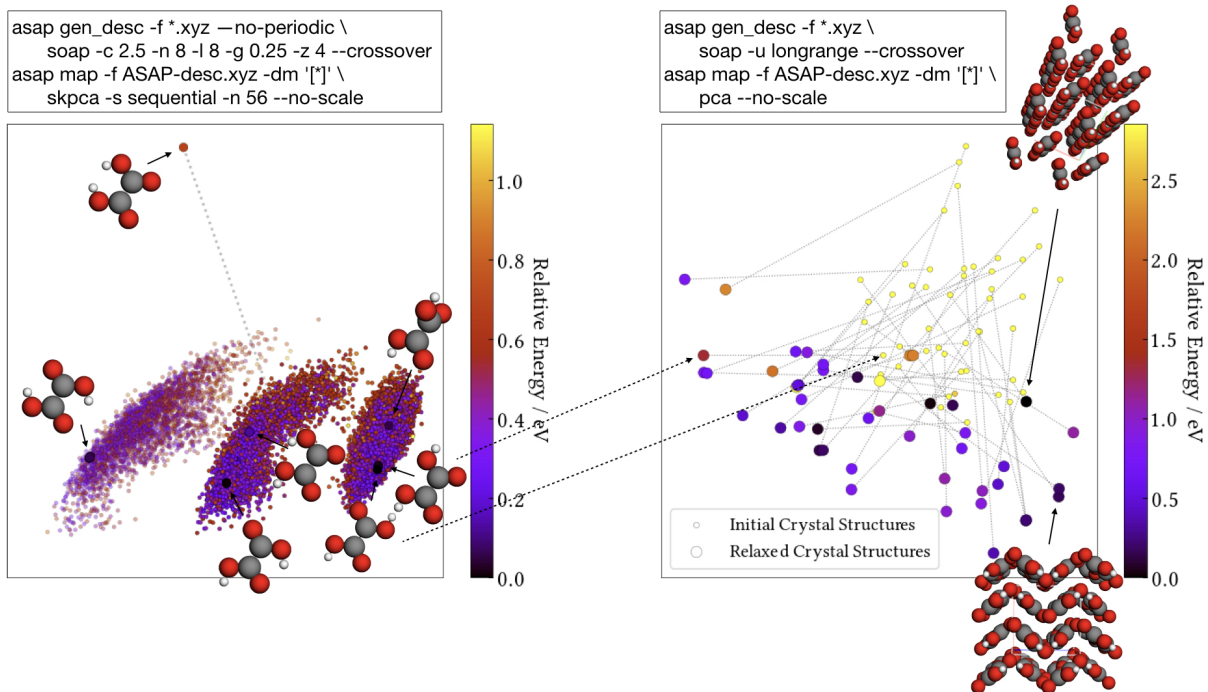 asap gen_desc -f *.xyz —no-periodic \
soap -c 2.5 -n 8 -l 8 -g 0.25 -z 4 --crossover
asap map -f ASAP-desc.xyz -dm '[*]' \
skpca -s sequential -n 56 --no-scale
1.0
0.8
0.6
0.4
0.2
0.0
Relative Energy / eV
asap gen_desc -f *.xyz \
soap -u longrange --crossover
asap map -f ASAP-desc.xyz -dm '[*]' \
pca --no-scale
2.5
2.0
1.5
1.0
0.5
0.0
Relative Energy / eV
Initial Crystal Structures
Relaxed Crystal Structures